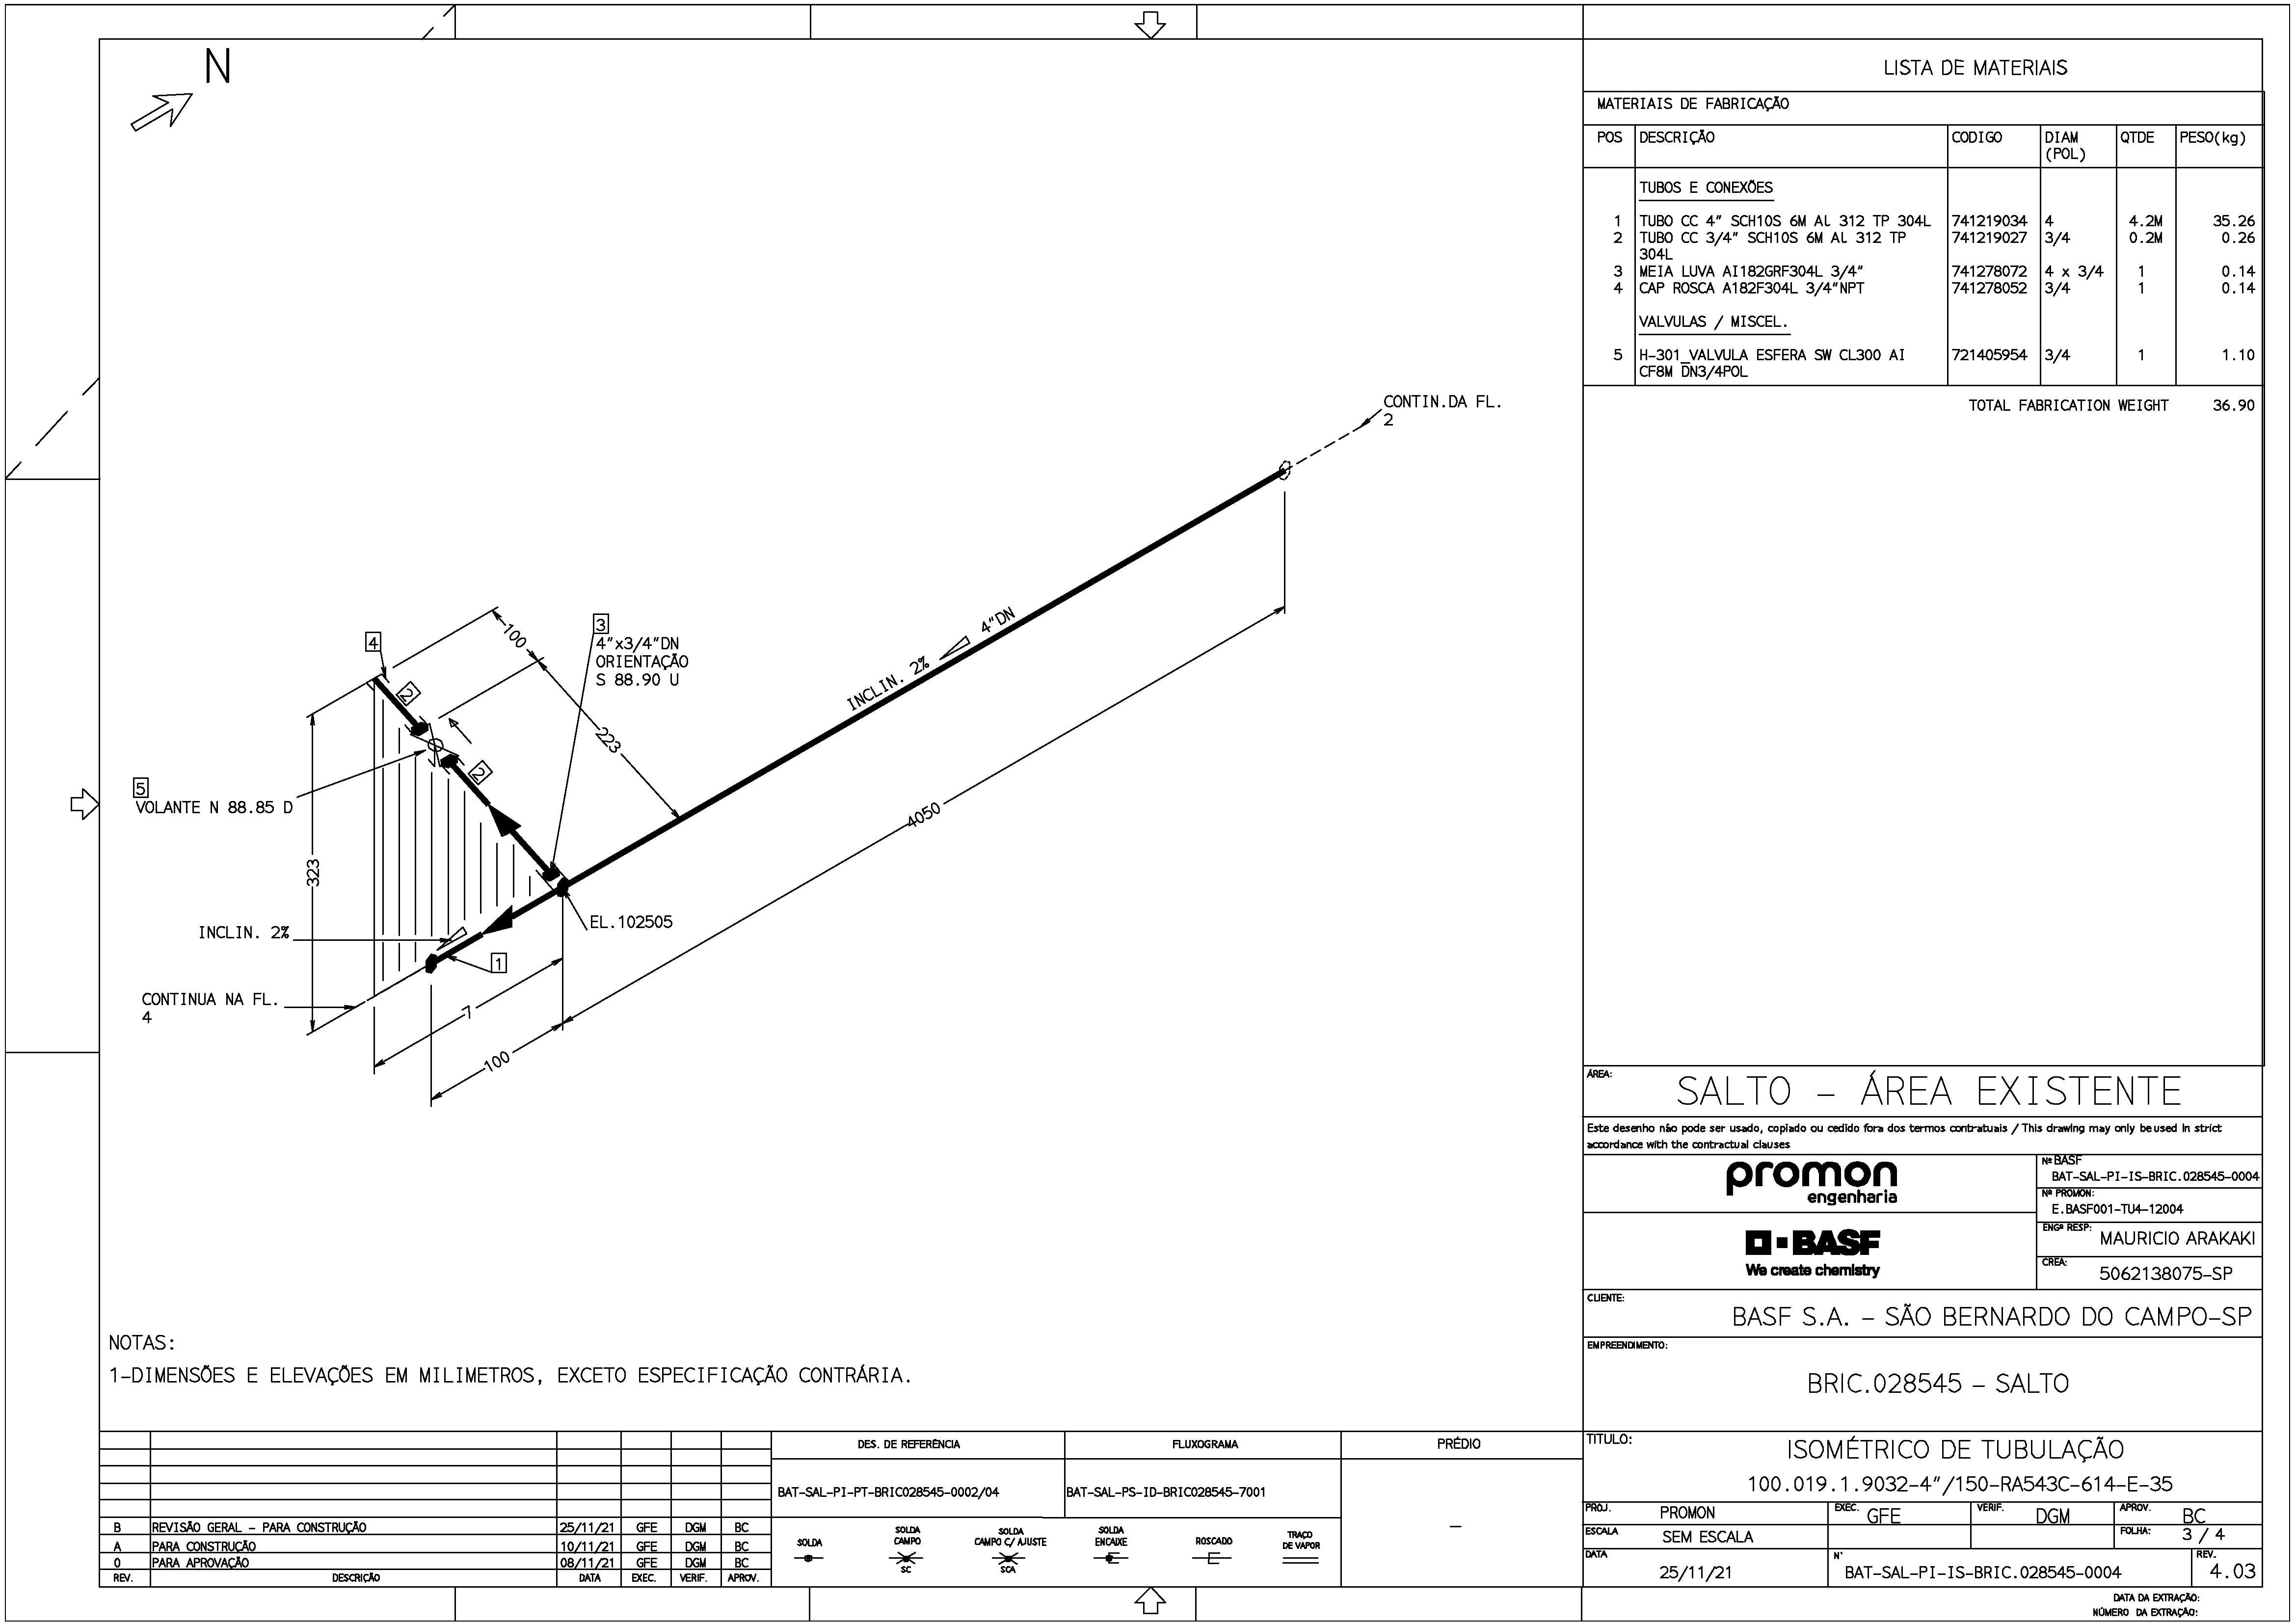 N
CONTIN.DA FL.
2
4"DN
INCLIN. 2%
100
3
4"x3/4"DN
ORIENTAÇÃO
S 88.90 U
4
2
223
2
5
VOLANTE N 88.85 D
4050
323
EL.102505
INCLIN. 2%
1
CONTINUA NA FL.
4
7
100
NOTAS:
1-DIMENSÕES E ELEVAÇÕES EM MILIMETROS, EXCETO ESPECIFICAÇÃO CONTRÁRIA.
LISTA DE MATERIAIS
MATERIAIS DE FABRICAÇÃO
POS DESCRIÇÃO CODIGO DIAM (POL) QTDE PESO(kg)
TUBOS E CONEXÕES
1 TUBO CC 4" SCH10S 6M AL 312 TP 304L 741219034 4 4.2M 35.26
2 TUBO CC 3/4" SCH10S 6M AL 312 TP 741219027 3/4 0.2M 0.26
304L
3 MEIA LUVA AI182GRF304L 3/4" 741278072 4 x 3/4 1 0.14
4 CAP ROSCA A182F304L 3/4"NPT 741278052 3/4 1 0.14
VALVULAS / MISCEL.
5 H-301_VALVULA ESFERA SW CL300 AI 721405954 3/4 1 1.10
CF8M DN3/4POL
TOTAL FABRICATION WEIGHT 36.90
ÁREA:
SALTO - ÁREA EXISTENTE
Este desenho não pode ser usado, copiado ou cedido fora dos termos contratuais / This drawing may only be used in strict
accordance with the contractual clauses
promon
engenharia
Nº BASF
BAT-SAL-PI-IS-BRIC.028545-0004
Nº PROMON:
E.BASF001-TU4-12004
BASF
We create chemistry
ENGº RESP:
MAURICIO ARAKAKI
CREA:
5062138075-SP
CLIENTE:
BASF S.A. - SÃO BERNARDO DO CAMPO-SP
EMPREENDIMENTO:
BRIC.028545 - SALTO
TITULO:
ISOMÉTRICO DE TUBULAÇÃO
100.019.1.9032-4"/150-RA543C-614-E-35
PROJ. PROMON EXEC. GFE VERIF. DGM APROV. BC
ESCALA SEM ESCALA FOLHA: 3 / 4
DATA 25/11/21 N° BAT-SAL-PI-IS-BRIC.028545-0004 REV. 4.03
DATA DA EXTRAÇÃO:
NÚMERO DA EXTRAÇÃO:
DES. DE REFERÊNCIA FLUXOGRAMA PRÉDIO
BAT-SAL-PI-PT-BRIC028545-0002/04 BAT-SAL-PS-ID-BRIC028545-7001 -
SOLDA
SOLDA CAMPO
SC
SOLDA CAMPO C/ AJUSTE
SCA
SOLDA ENCAIXE
ROSCADO
TRAÇO DE VAPOR
B REVISÃO GERAL - PARA CONSTRUÇÃO 25/11/21 GFE DGM BC
A PARA CONSTRUÇÃO 10/11/21 GFE DGM BC
0 PARA APROVAÇÃO 08/11/21 GFE DGM BC
REV. DESCRIÇÃO DATA EXEC. VERIF. APROV.